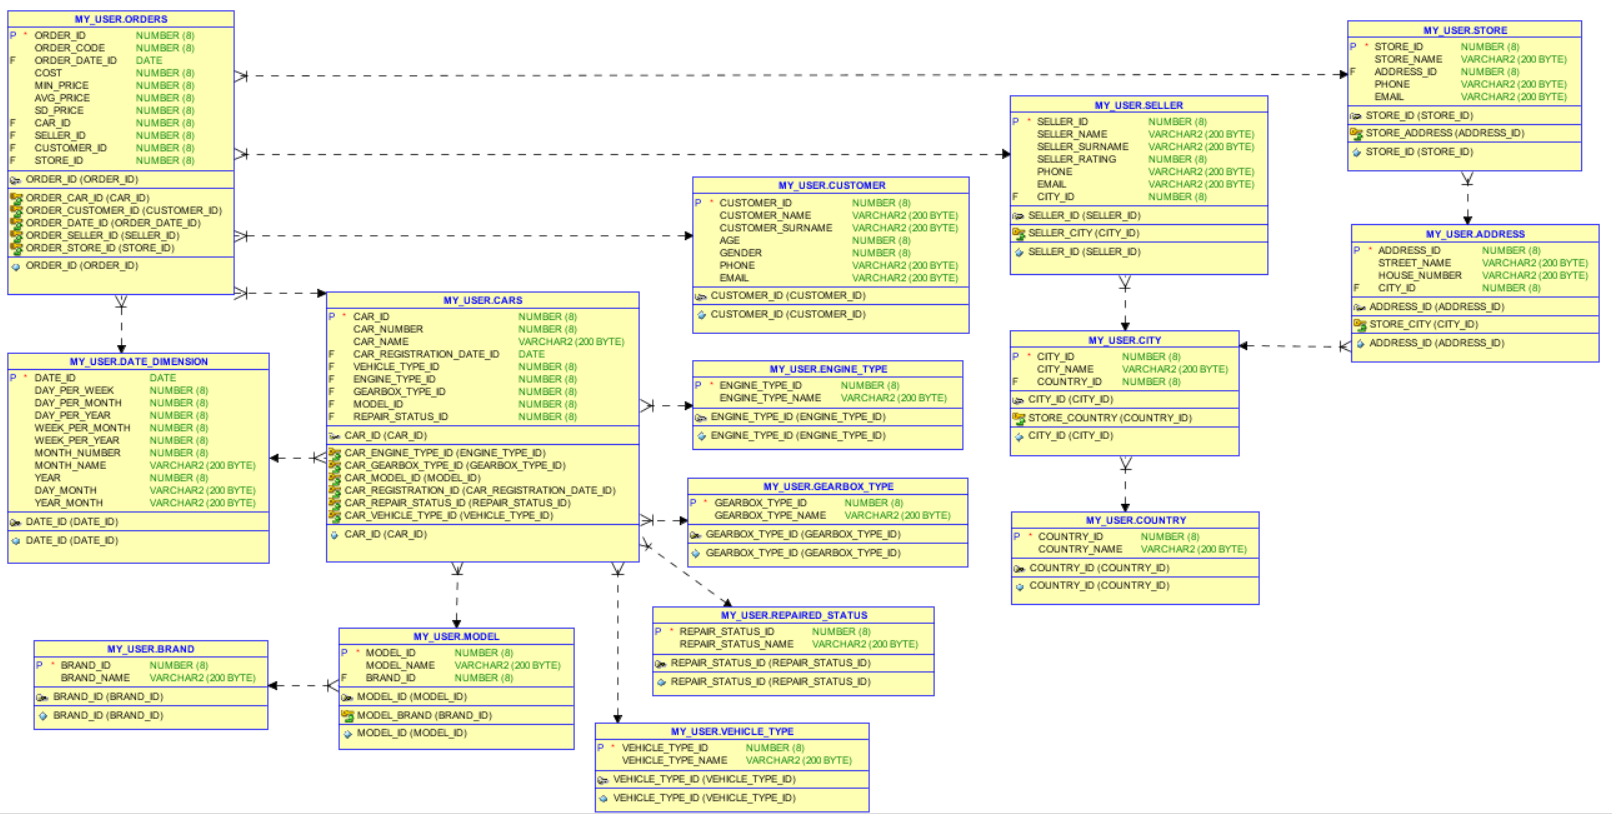 MY_USER.ORDERS
P * ORDER_ID NUMBER (8)
ORDER_CODE NUMBER (8)
F ORDER_DATE_ID DATE
COST NUMBER (8)
MIN_PRICE NUMBER (8)
AVG_PRICE NUMBER (8)
SD_PRICE NUMBER (8)
F CAR_ID NUMBER (8)
F SELLER_ID NUMBER (8)
F CUSTOMER_ID NUMBER (8)
F STORE_ID NUMBER (8)
ORDER_ID (ORDER_ID)
ORDER_CAR_ID (CAR_ID)
ORDER_CUSTOMER_ID (CUSTOMER_ID)
ORDER_DATE_ID (ORDER_DATE_ID)
ORDER_SELLER_ID (SELLER_ID)
ORDER_STORE_ID (STORE_ID)
ORDER_ID (ORDER_ID)
MY_USER.STORE
P * STORE_ID NUMBER (8)
STORE_NAME VARCHAR2 (200 BYTE)
F ADDRESS_ID NUMBER (8)
PHONE VARCHAR2 (200 BYTE)
EMAIL VARCHAR2 (200 BYTE)
STORE_ID (STORE_ID)
STORE_ADDRESS (ADDRESS_ID)
STORE_ID (STORE_ID)
MY_USER.SELLER
P * SELLER_ID NUMBER (8)
SELLER_NAME VARCHAR2 (200 BYTE)
SELLER_SURNAME VARCHAR2 (200 BYTE)
SELLER_RATING NUMBER (8)
PHONE VARCHAR2 (200 BYTE)
EMAIL VARCHAR2 (200 BYTE)
F CITY_ID NUMBER (8)
SELLER_ID (SELLER_ID)
SELLER_CITY (CITY_ID)
SELLER_ID (SELLER_ID)
MY_USER.CUSTOMER
P * CUSTOMER_ID NUMBER (8)
CUSTOMER_NAME VARCHAR2 (200 BYTE)
CUSTOMER_SURNAME VARCHAR2 (200 BYTE)
AGE NUMBER (8)
GENDER NUMBER (8)
PHONE VARCHAR2 (200 BYTE)
EMAIL VARCHAR2 (200 BYTE)
CUSTOMER_ID (CUSTOMER_ID)
CUSTOMER_ID (CUSTOMER_ID)
MY_USER.ADDRESS
P * ADDRESS_ID NUMBER (8)
STREET_NAME VARCHAR2 (200 BYTE)
HOUSE_NUMBER VARCHAR2 (200 BYTE)
F CITY_ID NUMBER (8)
ADDRESS_ID (ADDRESS_ID)
STORE_CITY (CITY_ID)
ADDRESS_ID (ADDRESS_ID)
MY_USER.CARS
P * CAR_ID NUMBER (8)
CAR_NUMBER NUMBER (8)
CAR_NAME VARCHAR2 (200 BYTE)
F CAR_REGISTRATION_DATE_ID DATE
F VEHICLE_TYPE_ID NUMBER (8)
F ENGINE_TYPE_ID NUMBER (8)
F GEARBOX_TYPE_ID NUMBER (8)
F MODEL_ID NUMBER (8)
F REPAIR_STATUS_ID NUMBER (8)
CAR_ID (CAR_ID)
CAR_ENGINE_TYPE_ID (ENGINE_TYPE_ID)
CAR_GEARBOX_TYPE_ID (GEARBOX_TYPE_ID)
CAR_MODEL_ID (MODEL_ID)
CAR_REGISTRATION_ID (CAR_REGISTRATION_DATE_ID)
CAR_REPAIR_STATUS_ID (REPAIR_STATUS_ID)
CAR_VEHICLE_TYPE_ID (VEHICLE_TYPE_ID)
CAR_ID (CAR_ID)
MY_USER.DATE_DIMENSION
P * DATE_ID DATE
DAY_PER_WEEK NUMBER (8)
DAY_PER_MONTH NUMBER (8)
DAY_PER_YEAR NUMBER (8)
WEEK_PER_MONTH NUMBER (8)
WEEK_PER_YEAR NUMBER (8)
MONTH_NUMBER NUMBER (8)
MONTH_NAME VARCHAR2 (200 BYTE)
YEAR NUMBER (8)
DAY_MONTH VARCHAR2 (200 BYTE)
YEAR_MONTH VARCHAR2 (200 BYTE)
DATE_ID (DATE_ID)
DATE_ID (DATE_ID)
MY_USER.ENGINE_TYPE
P * ENGINE_TYPE_ID NUMBER (8)
ENGINE_TYPE_NAME VARCHAR2 (200 BYTE)
ENGINE_TYPE_ID (ENGINE_TYPE_ID)
ENGINE_TYPE_ID (ENGINE_TYPE_ID)
MY_USER.CITY
P * CITY_ID NUMBER (8)
CITY_NAME VARCHAR2 (200 BYTE)
F COUNTRY_ID NUMBER (8)
CITY_ID (CITY_ID)
STORE_COUNTRY (COUNTRY_ID)
CITY_ID (CITY_ID)
MY_USER.GEARBOX_TYPE
P * GEARBOX_TYPE_ID NUMBER (8)
GEARBOX_TYPE_NAME VARCHAR2 (200 BYTE)
GEARBOX_TYPE_ID (GEARBOX_TYPE_ID)
GEARBOX_TYPE_ID (GEARBOX_TYPE_ID)
MY_USER.COUNTRY
P * COUNTRY_ID NUMBER (8)
COUNTRY_NAME VARCHAR2 (200 BYTE)
COUNTRY_ID (COUNTRY_ID)
COUNTRY_ID (COUNTRY_ID)
MY_USER.REPAIRED_STATUS
P * REPAIR_STATUS_ID NUMBER (8)
REPAIR_STATUS_NAME VARCHAR2 (200 BYTE)
REPAIR_STATUS_ID (REPAIR_STATUS_ID)
REPAIR_STATUS_ID (REPAIR_STATUS_ID)
MY_USER.MODEL
P * MODEL_ID NUMBER (8)
MODEL_NAME VARCHAR2 (200 BYTE)
F BRAND_ID NUMBER (8)
MODEL_ID (MODEL_ID)
MODEL_BRAND (BRAND_ID)
MODEL_ID (MODEL_ID)
MY_USER.BRAND
P * BRAND_ID NUMBER (8)
BRAND_NAME VARCHAR2 (200 BYTE)
BRAND_ID (BRAND_ID)
BRAND_ID (BRAND_ID)
MY_USER.VEHICLE_TYPE
P * VEHICLE_TYPE_ID NUMBER (8)
VEHICLE_TYPE_NAME VARCHAR2 (200 BYTE)
VEHICLE_TYPE_ID (VEHICLE_TYPE_ID)
VEHICLE_TYPE_ID (VEHICLE_TYPE_ID)